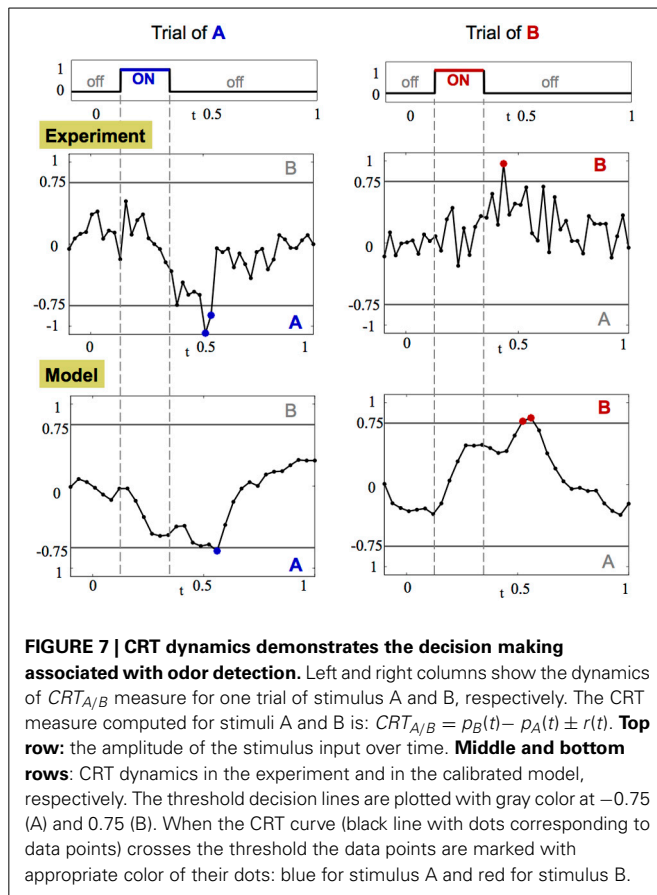 Trial of A
Trial of B
1
0
off
ON
off
0
t 0.5
1
1
0
off
ON
off
0
t 0.5
1
Experiment
1
0.75
0
-0.75
-1
B
A
0
t
0.5
1
1
0.75
0
-0.75
1
B
A
0
t
0.5
1
Model
1
0.75
0
-0.75
1
B
A
0
t
0.5
1
1
0.75
0
-0.75
1
B
A
0
t
0.5
1
FIGURE 7 | CRT dynamics demonstrates the decision making
associated with odor detection. Left and right columns show the dynamics
of CRT_{A/B} measure for one trial of stimulus A and B, respectively. The CRT
measure computed for stimuli A and B is: CRT_{A/B} = p_B(t)− p_A(t) ± r(t). Top
row: the amplitude of the stimulus input over time. Middle and bottom
rows: CRT dynamics in the experiment and in the calibrated model,
respectively. The threshold decision lines are plotted with gray color at −0.75
(A) and 0.75 (B). When the CRT curve (black line with dots corresponding to
data points) crosses the threshold the data points are marked with
appropriate color of their dots: blue for stimulus A and red for stimulus B.